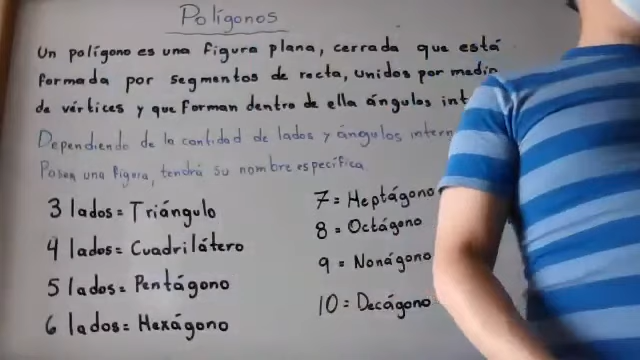 Polígonos
Un polígono es una figura plana, cerrada que está
formada por segmentos de recta, unidos por medio
de vértices y que forman dentro de ella ángulos
Dependiendo de la cantidad de lados y ángulos
Posea una figura, tendrá su nombre específica
3 lados = Triángulo
4 lados = Cuadrilátero
5 lados = Pentágono
6 lados = Hexágono
7 = Heptágono
8 = Octágono
9 = Nonágono
10 = Decágono